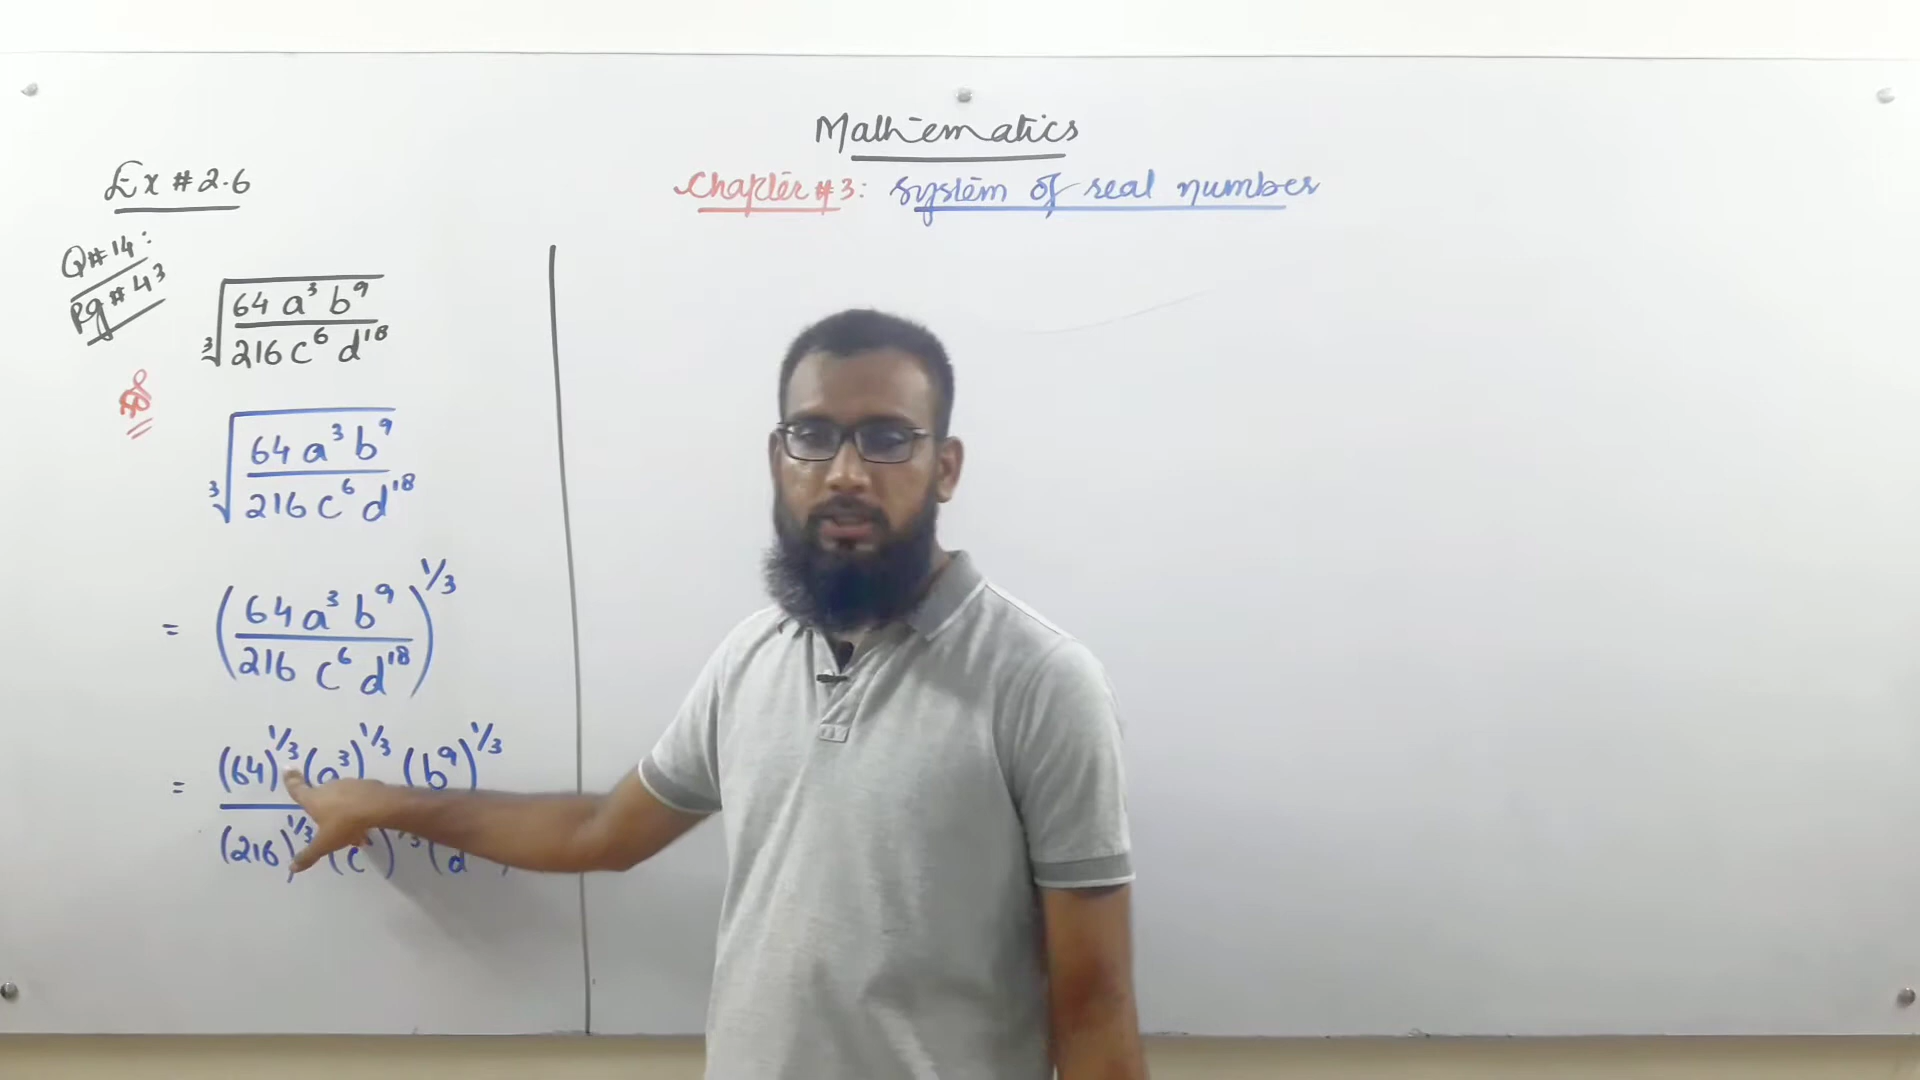 Mathematics
Chapter # 3: System of real number
Ex # 2.6
Q# 14:
Pg # 43
∛(64 a³ b⁹ / 216 c⁶ d¹⁸)
Sol
∛(64 a³ b⁹ / 216 c⁶ d¹⁸)
= (64 a³ b⁹ / 216 c⁶ d¹⁸)^1/3
= (64)^1/3 (a³)^1/3 (b⁹)^1/3
(216)^1/3 (c ) (d )